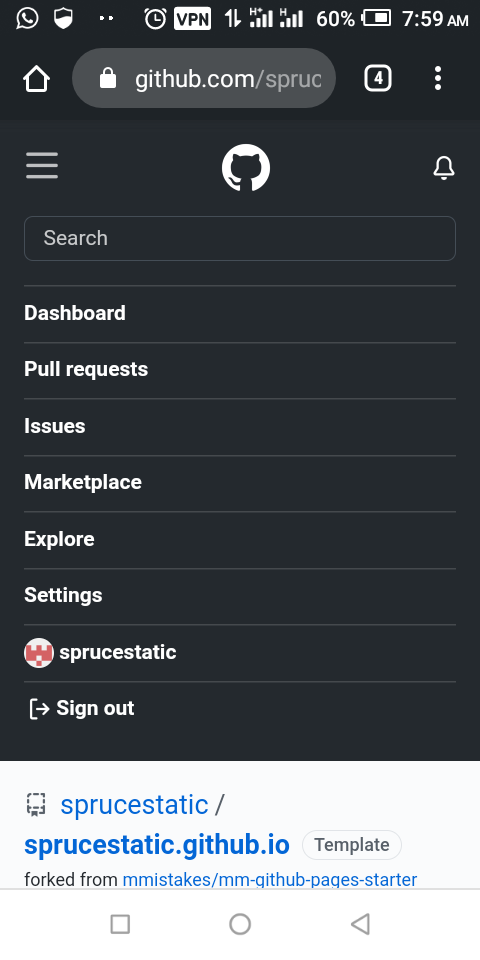 VPN H+ H 60% 7:59 AM
github.com/spruc
4
Search
Dashboard
Pull requests
Issues
Marketplace
Explore
Settings
sprucestatic
Sign out
sprucestatic /
sprucestatic.github.io Template
forked from mmistakes/mm-github-pages-starter